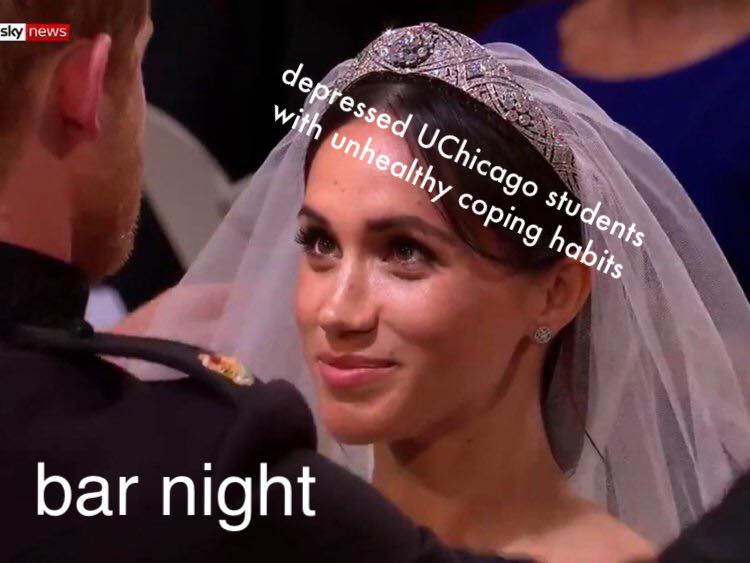 sky news
depressed UChicago students
with unhealthy coping habits
bar night